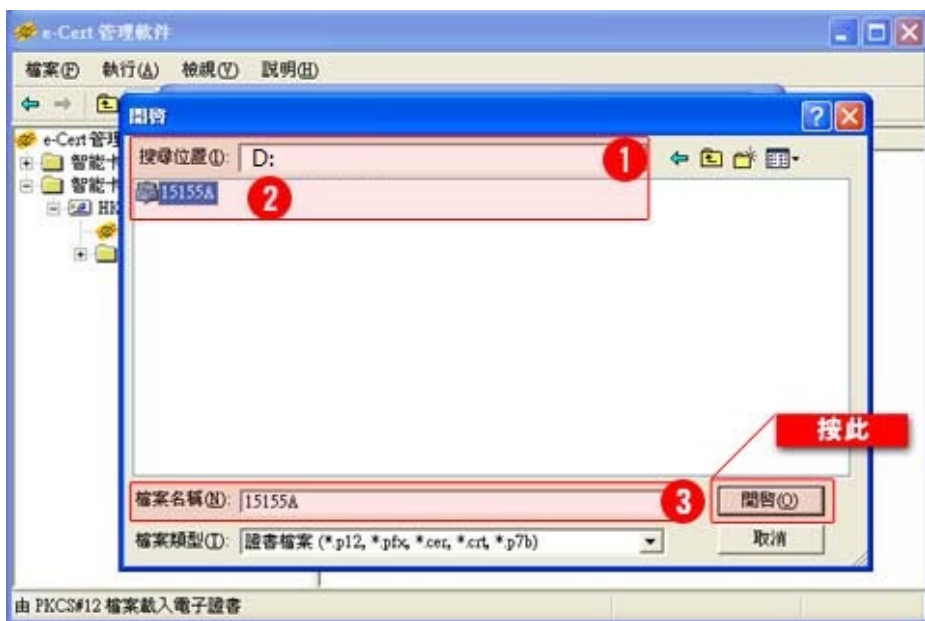 e-Cert 管理軟件
檔案(F) 執行(A) 檢視(V) 説明(H)
開啓
e-Cert 管理
搜尋位置(I): D:
1
智能卡
15155A
2
智能卡
HK
按此
檔案名稱(N): 15155A
3
開啓(O)
檔案類型(T): 證書檔案 (*.p12, *.pfx, *.cer, *.crt, *.p7b)
取消
由 PKCS#12 檔案載入電子證書